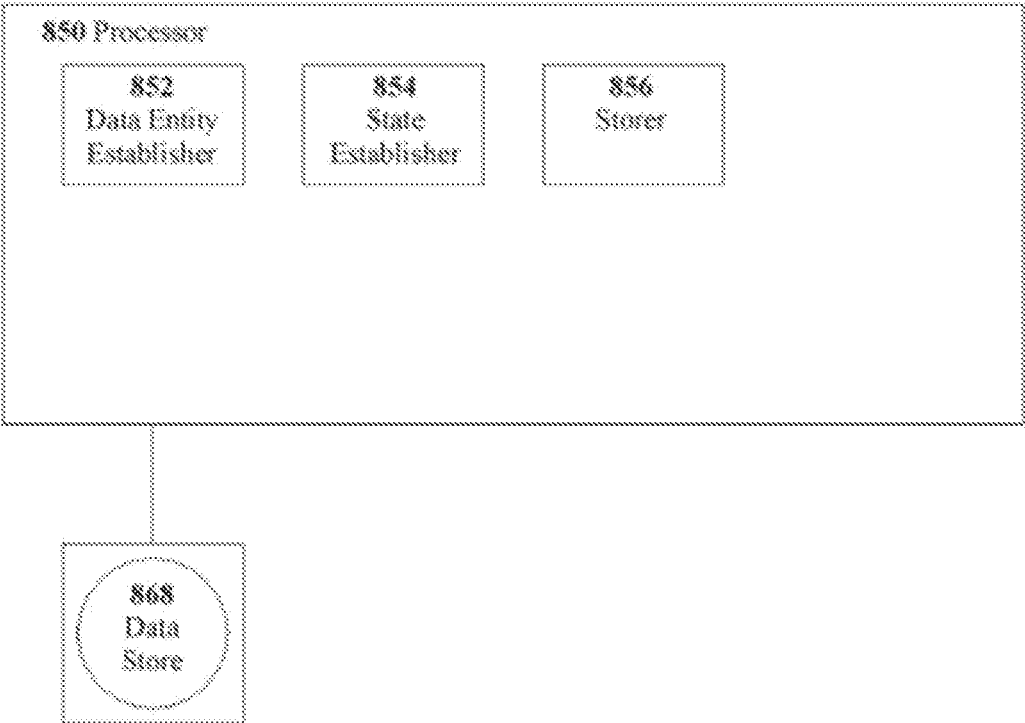 850 Processor
852
Data Entity
Establisher
854
State
Establisher
856
Storer
868
Data
Store